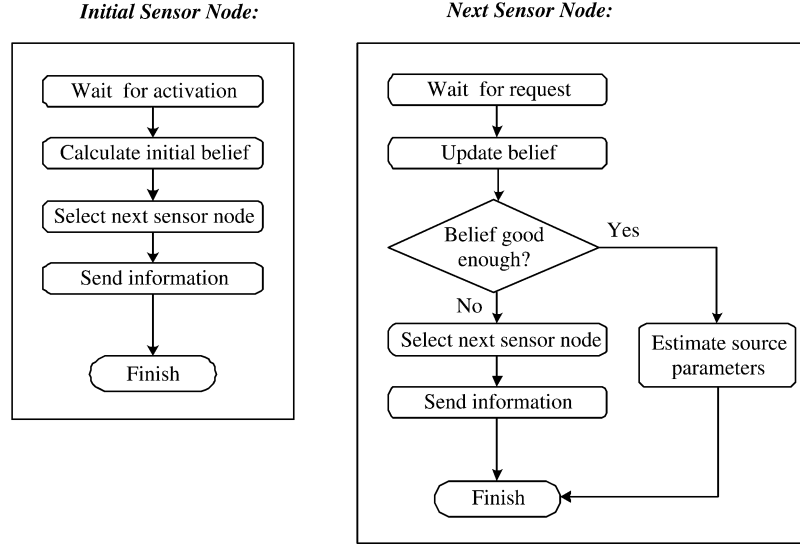 Initial Sensor Node:
Wait for activation
Calculate initial belief
Select next sensor node
Send information
Finish
Next Sensor Node:
Wait for request
Update belief
Belief good
enough?
Yes
No
Select next sensor node
Send information
Estimate source
parameters
Finish